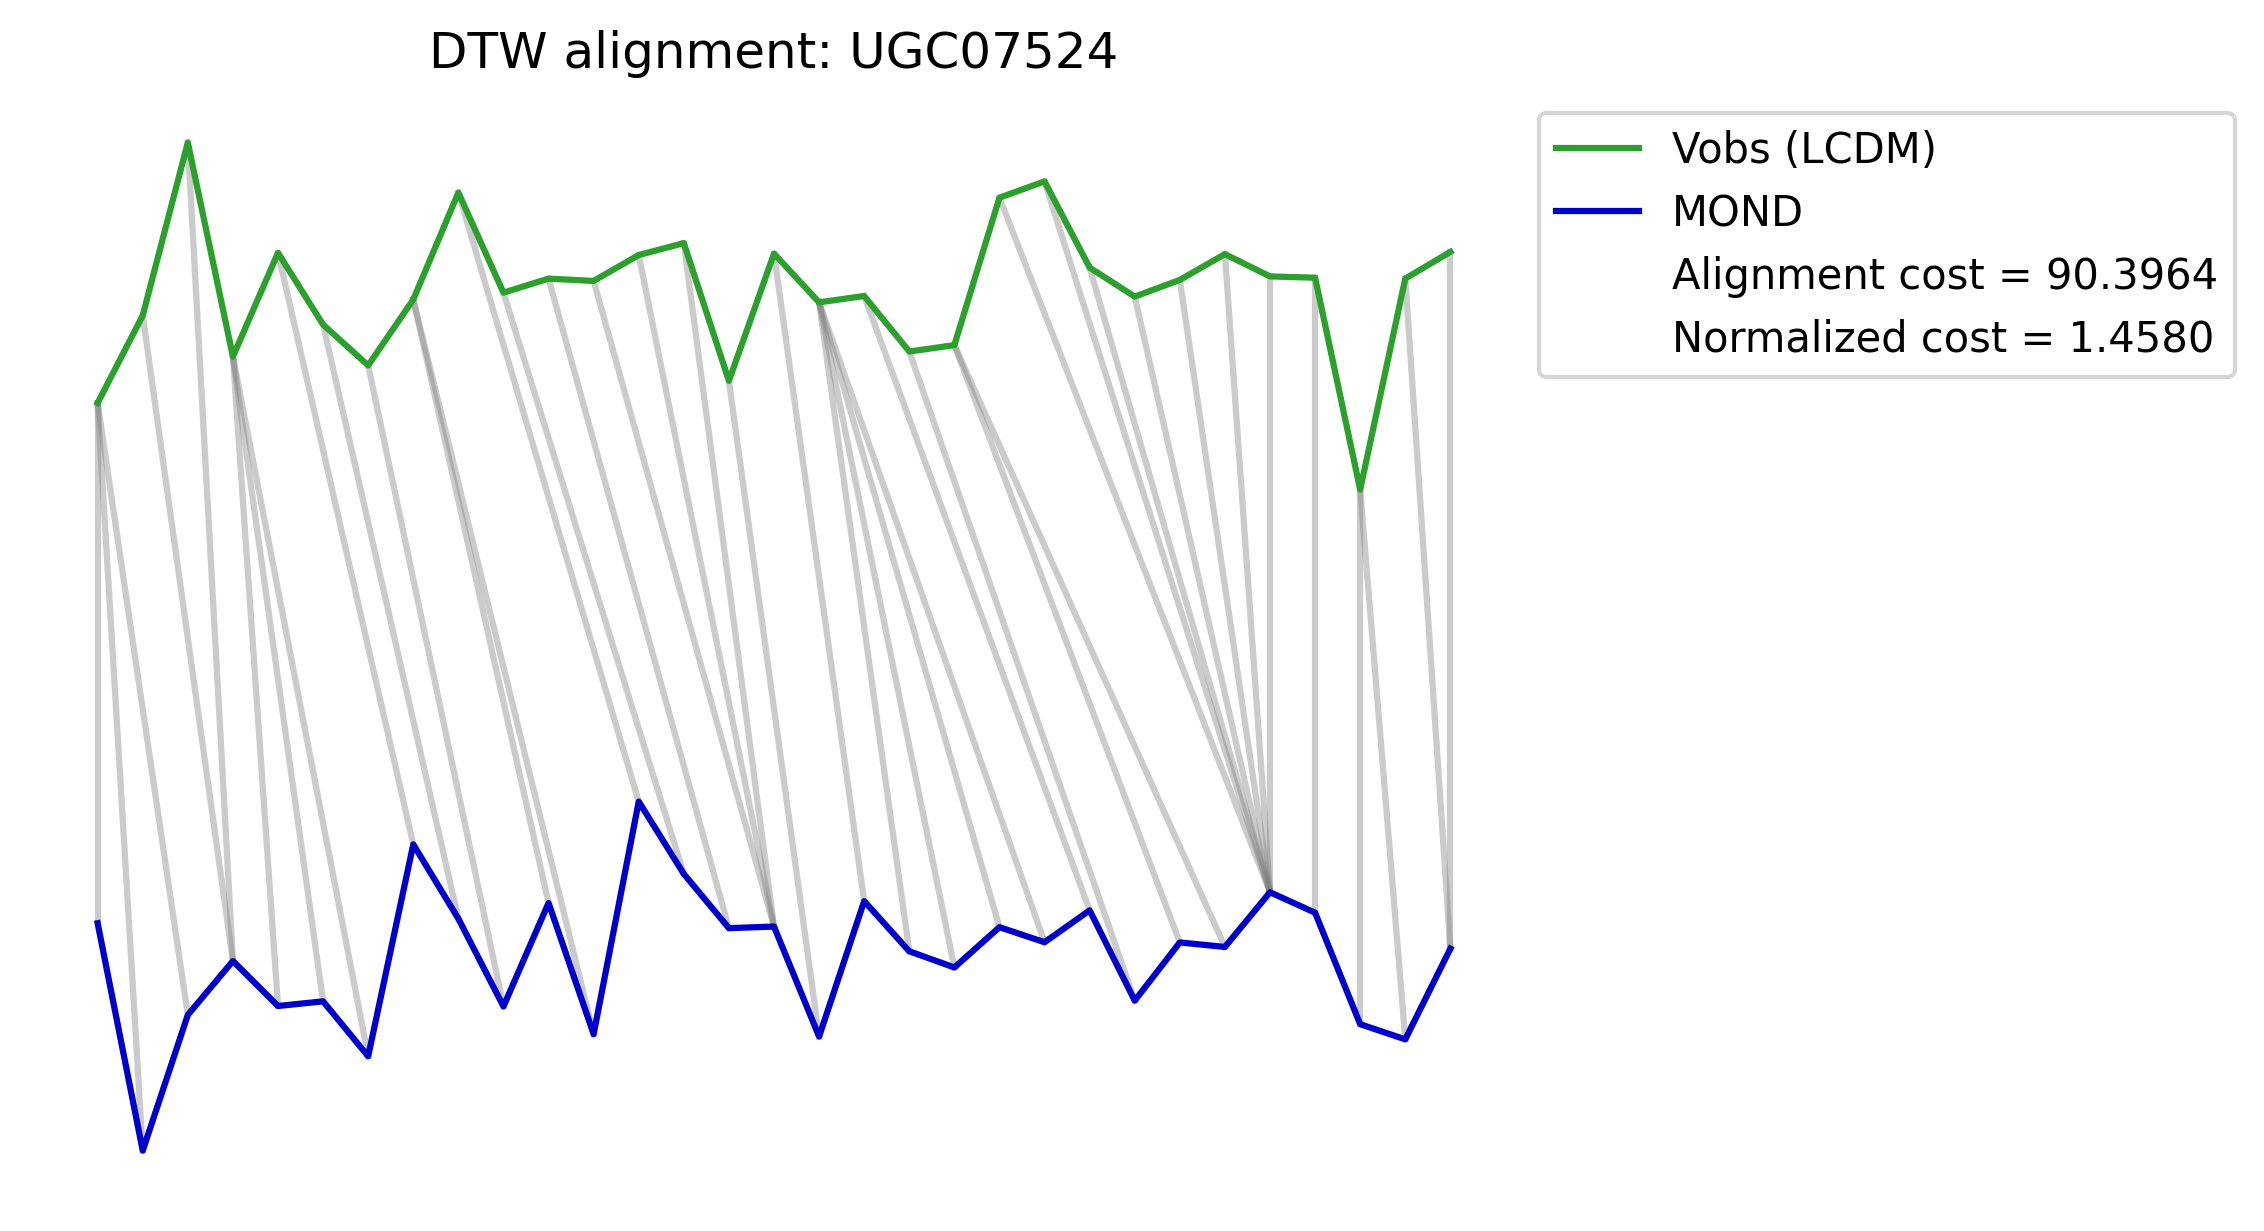 DTW alignment: UGC07524
Vobs (LCDM)
MOND
Alignment cost = 90.3964
Normalized cost = 1.4580